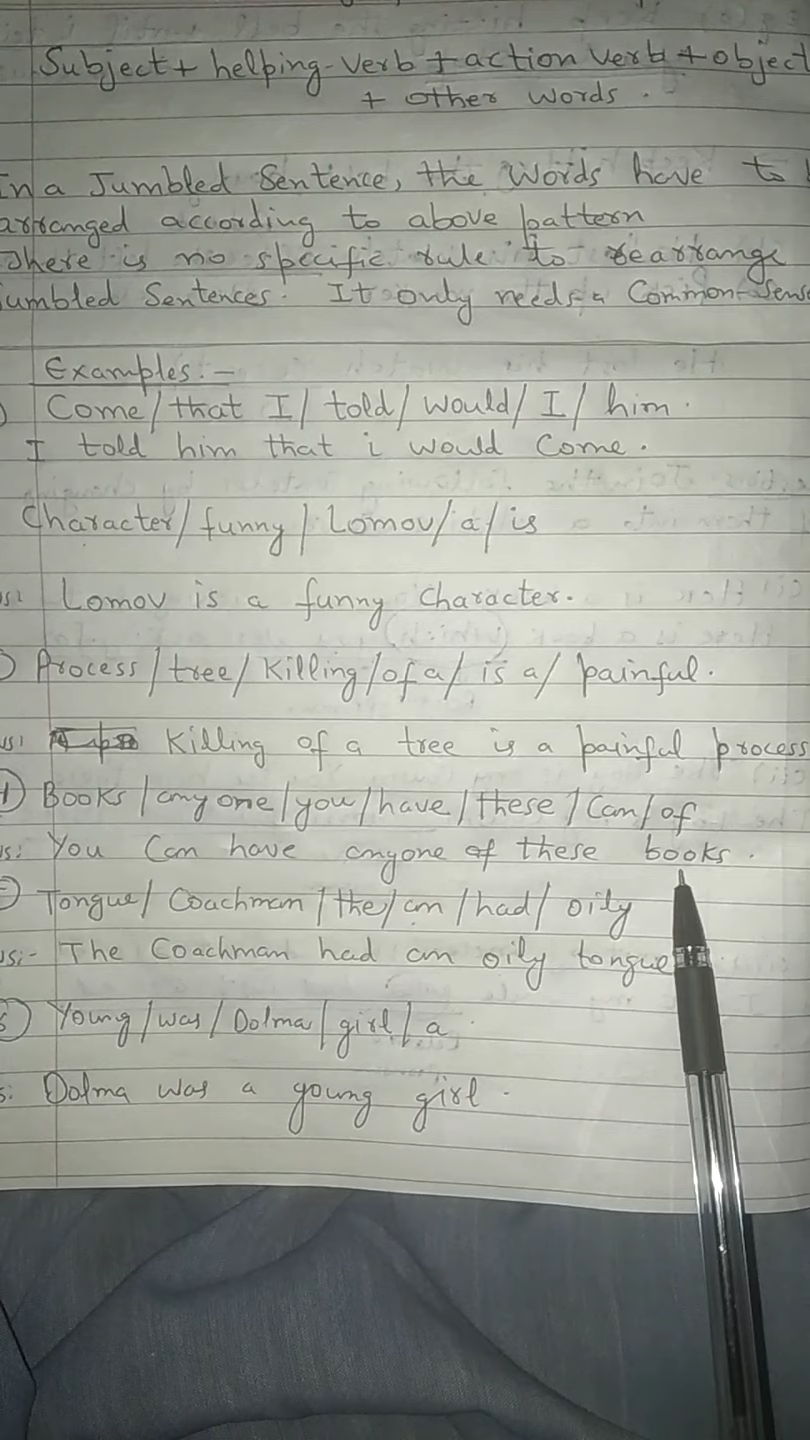 Subject + helping-verb + action verb + object
+ other words.
In a Jumbled Sentence, the Words have to
arranged according to above pattern
There is no specific rule to rearrange
Jumbled Sentences. It only needs a Common-Sens
Examples:-
Come/that I/told/would/I/him.
I told him that i would Come.
Character/funny/Lomov/a/is
Lomov is a funny Character.
Process/tree/Killing/of a/is a/painful.
Killing of a tree is a painful process
Books/anyone/you/have/these/Can/of
s: You Can have anyone of these books.
Tongue/Coachman/the/an/had/oily
s:- The Coachman had an oily tongue
Young/was/Dolma/girl/a
s: Dolma was a young girl.